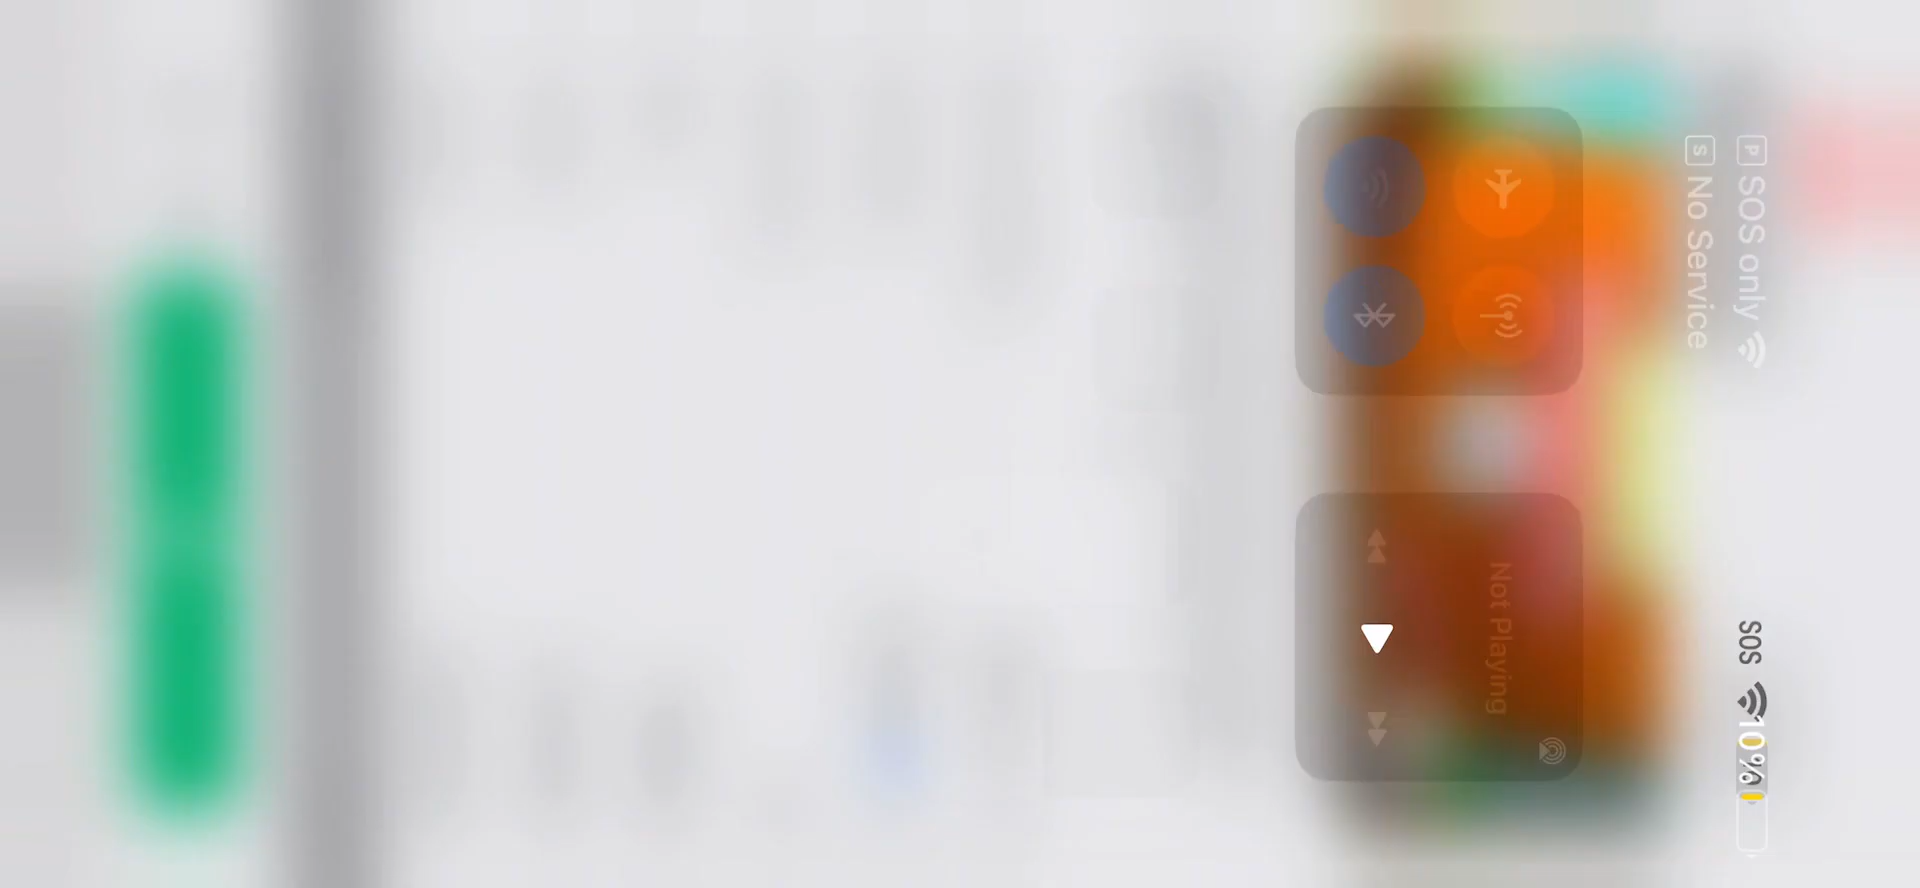 SOS
P SOS only
S No Service
10%
Not Playing